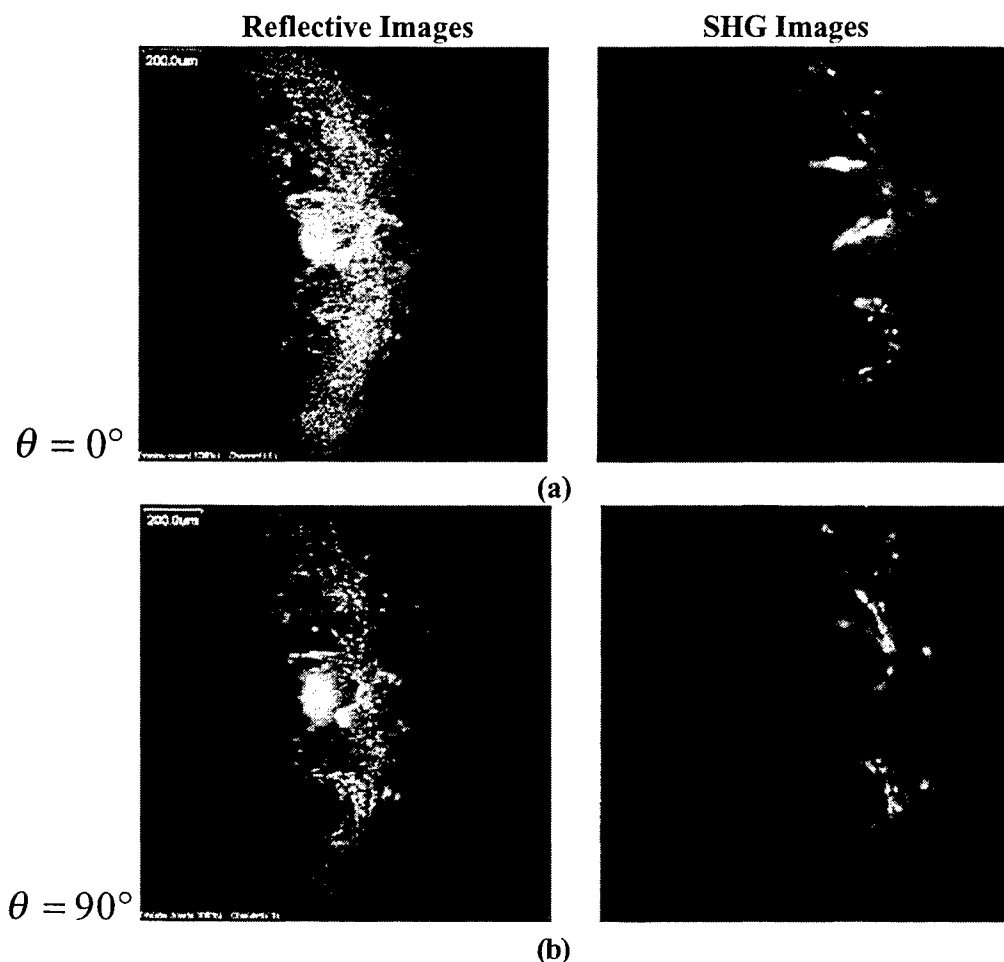 Reflective Images
SHG Images
200.0um
θ = 0°
(a)
200.0um
θ = 90°
(b)